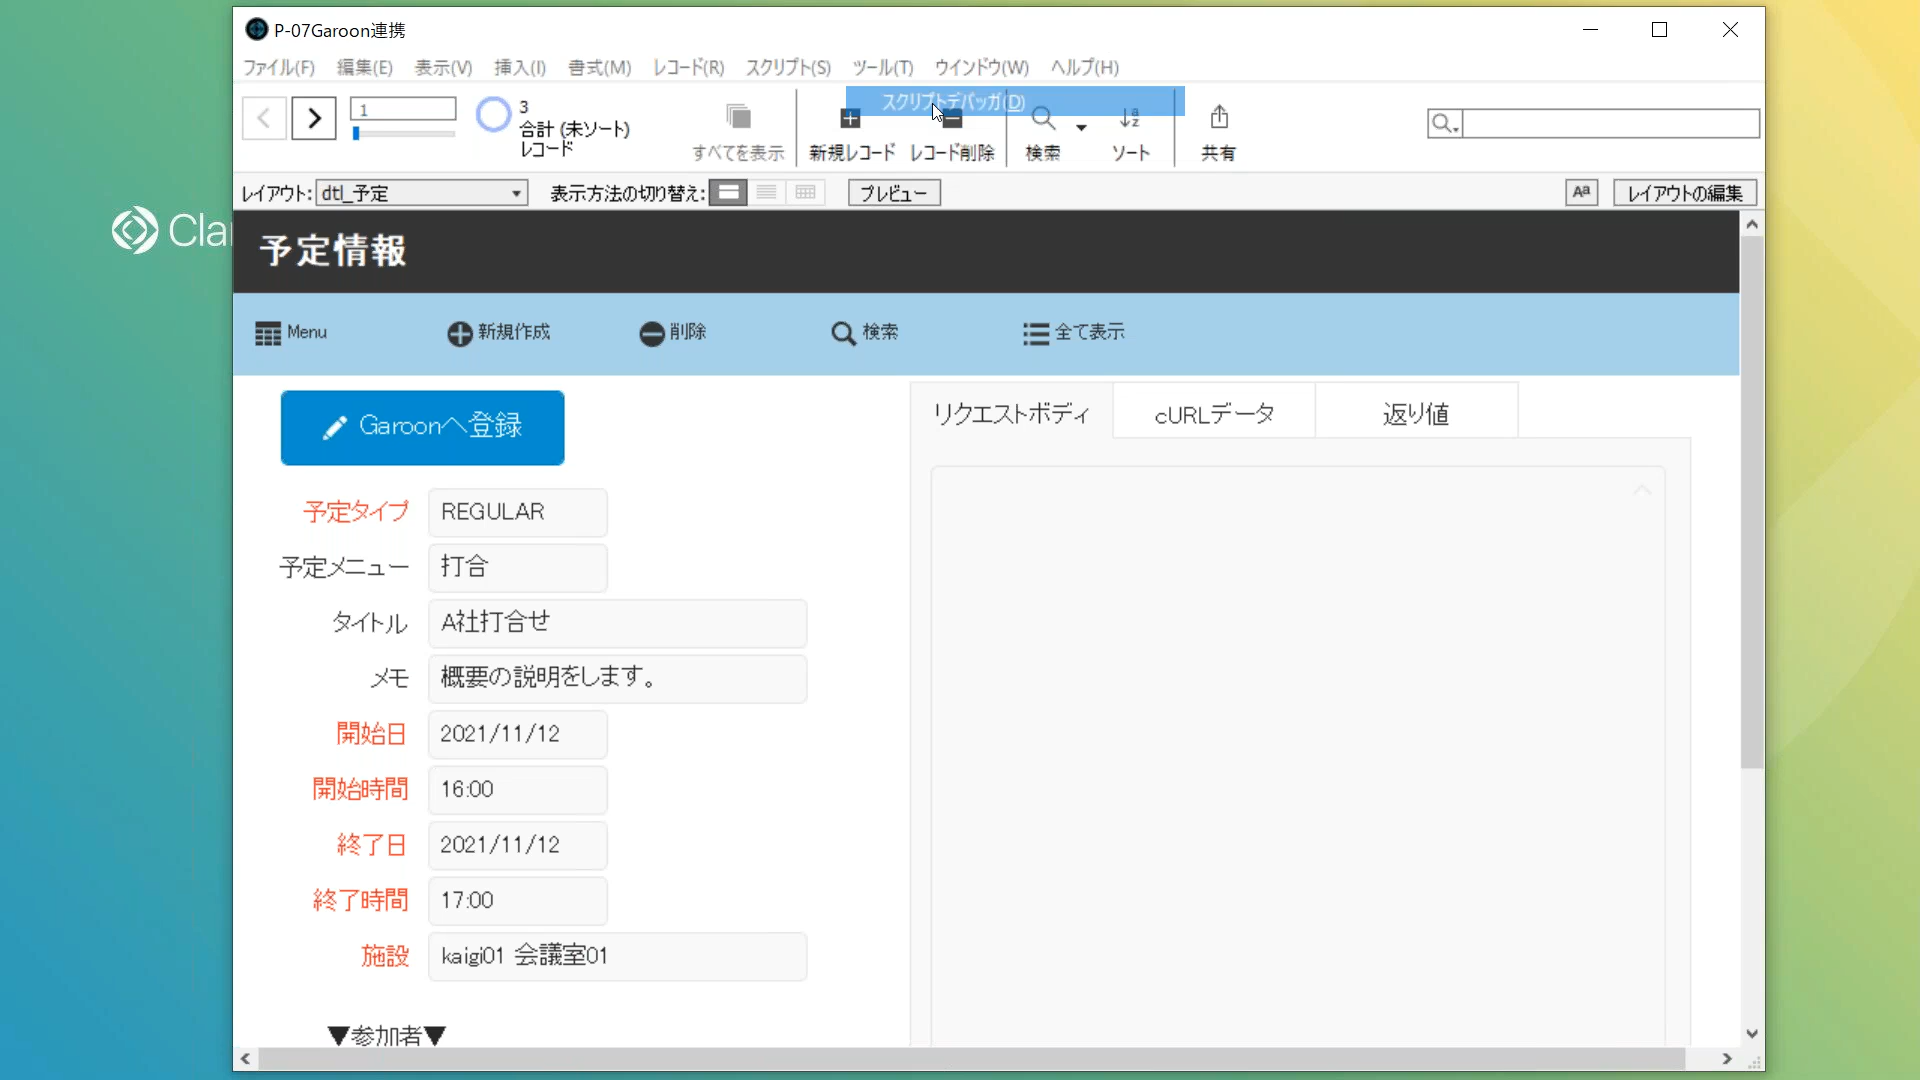 P-07Garoon連携
ファイル(F) 編集(E) 表示(V) 挿入(I) 書式(M) レコード(R) スクリプト(S) ツール(T) ウインドウ(W) ヘルプ(H)
スクリプトデバッガ(D)
1
3
合計 (未ソート)
レコード
すべてを表示
新規レコード
レコード削除
検索
ソート
共有
レイアウト: dtl_予定
表示方法の切り替え:
プレビュー
Aa
レイアウトの編集
Cla
予定情報
Menu
新規作成
削除
検索
全て表示
Garoonへ登録
リクエストボディ
cURLデータ
返り値
予定タイプ REGULAR
予定メニュー 打合
タイトル A社打合せ
メモ 概要の説明をします。
開始日 2021/11/12
開始時間 16:00
終了日 2021/11/12
終了時間 17:00
施設 kaigi01 会議室01
▼参加者▼